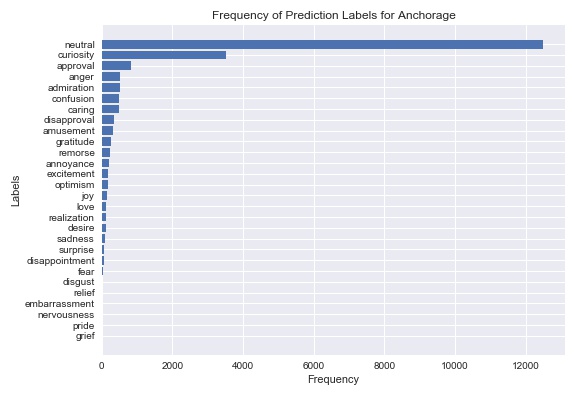 Frequency of Prediction Labels for Anchorage
neutral
curiosity
approval
anger
admiration
confusion
caring
disapproval
amusement
gratitude
remorse
annoyance
excitement
optimism
joy
love
realization
desire
sadness
surprise
disappointment
fear
disgust
relief
embarrassment
nervousness
pride
grief
Labels
0 2000 4000 6000 8000 10000 12000
Frequency